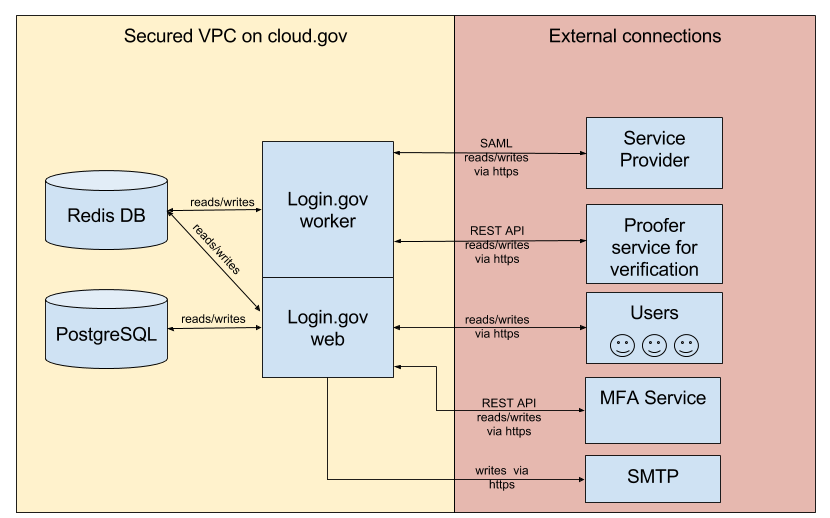 Secured VPC on cloud.gov
External connections
Redis DB
PostgreSQL
reads/writes
reads/writes
reads/writes
Login.gov
worker
Login.gov
web
SAML
reads/writes
via https
REST API
reads/writes
via https
reads/writes
via https
REST API
reads/writes
via https
writes via
https
Service
Provider
Proofer
service for
verification
Users
MFA Service
SMTP